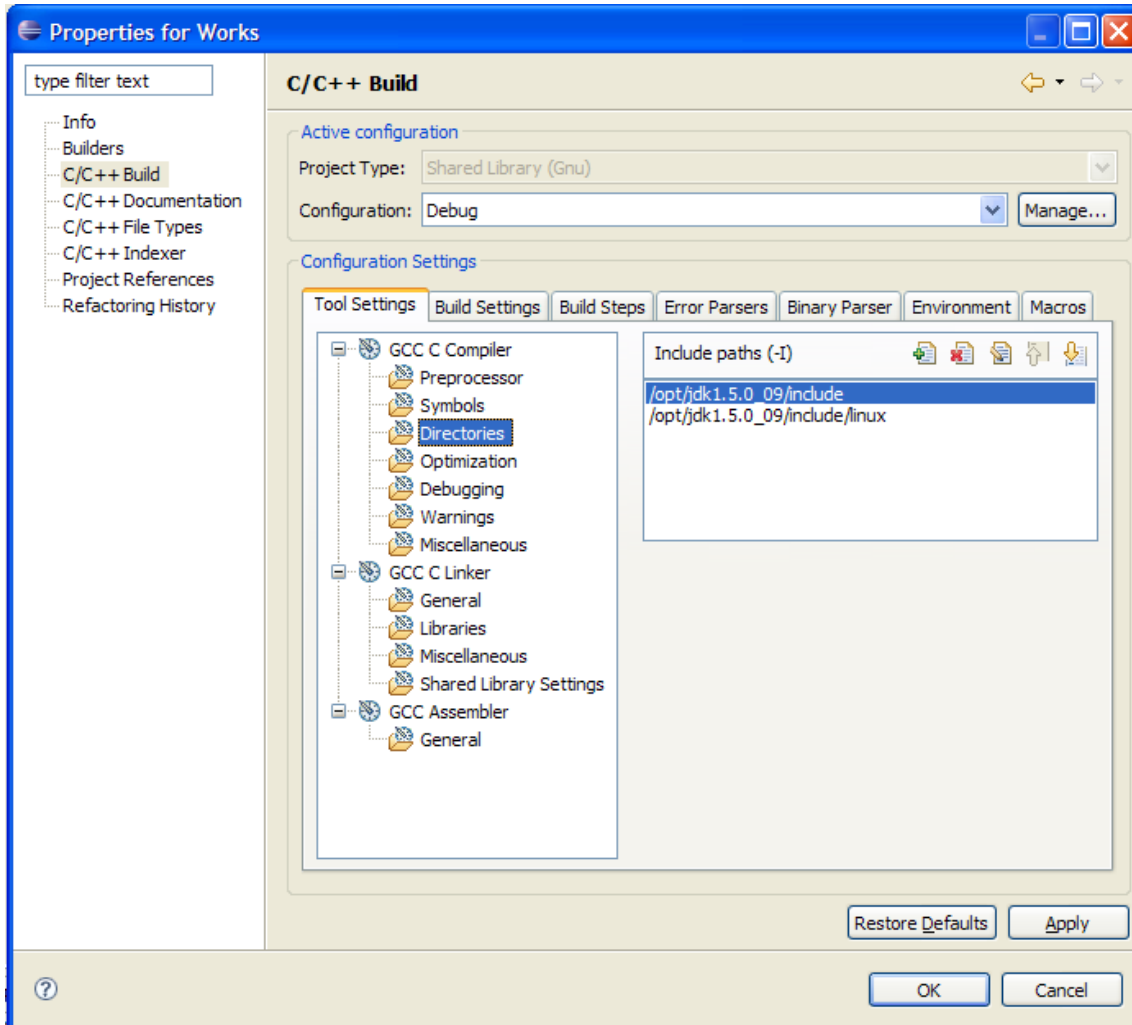 Properties for Works
type filter text
Info
Builders
C/C++ Build
C/C++ Documentation
C/C++ File Types
C/C++ Indexer
Project References
Refactoring History
C/C++ Build
Active configuration
Project Type: Shared Library (Gnu)
Configuration: Debug Manage...
Configuration Settings
Tool Settings Build Settings Build Steps Error Parsers Binary Parser Environment Macros
GCC C Compiler
Preprocessor
Symbols
Directories
Optimization
Debugging
Warnings
Miscellaneous
GCC C Linker
General
Libraries
Miscellaneous
Shared Library Settings
GCC Assembler
General
Include paths (-I)
/opt/jdk1.5.0_09/include
/opt/jdk1.5.0_09/include/linux
Restore Defaults Apply
? OK Cancel